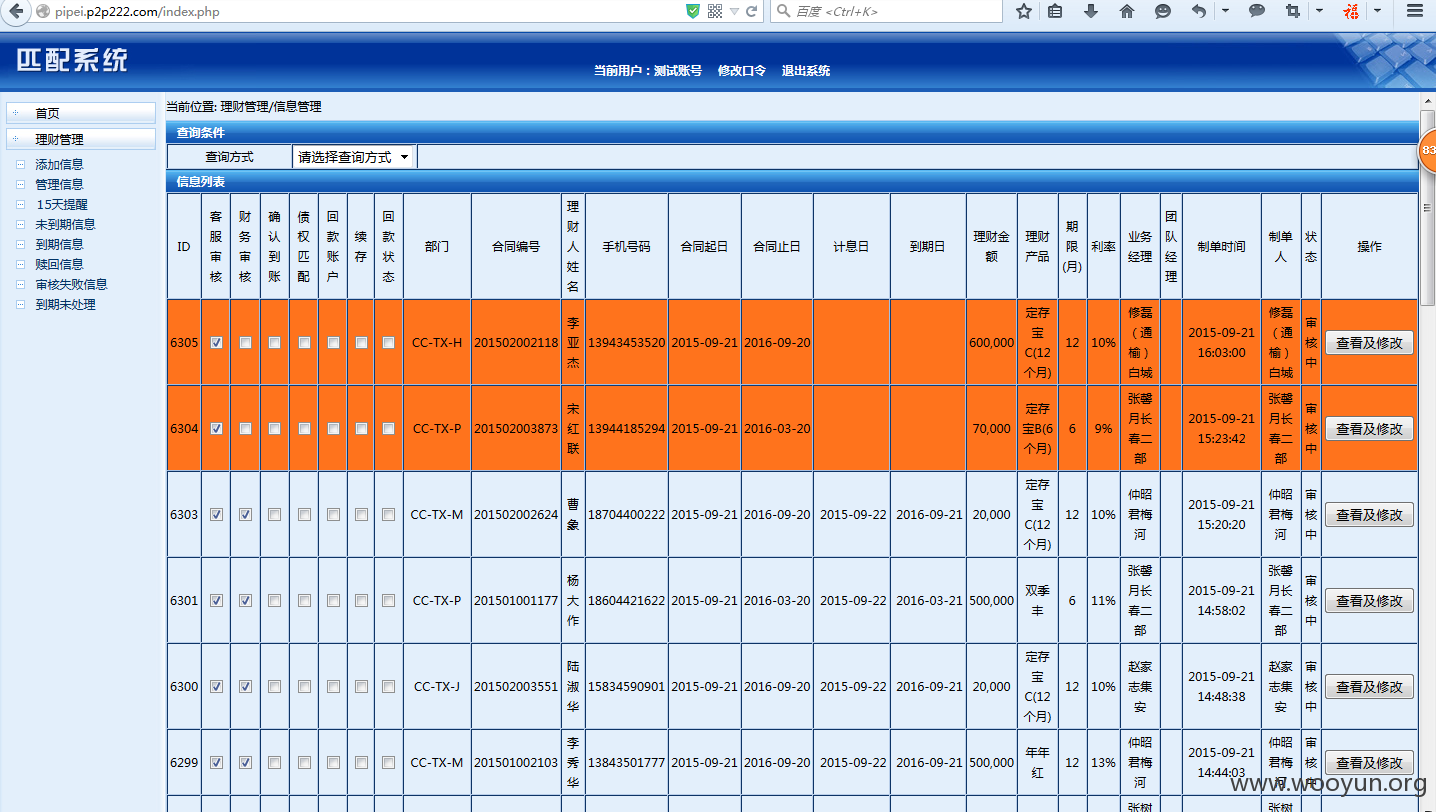 pipei.p2p222.com/index.php
百度 <Ctrl+K>
福
匹配系统
当前用户：测试账号 修改口令 退出系统
首页
理财管理
添加信息
管理信息
15天提醒
未到期信息
到期信息
赎回信息
审核失败信息
到期未处理
当前位置: 理财管理/信息管理
83
查询条件
查询方式 请选择查询方式
信息列表
ID 客服审核 财务审核 确认到账 债权匹配 回款账户 续存 回款状态 部门 合同编号 理财人姓名 手机号码 合同起日 合同止日 计息日 到期日 理财金额 理财产品 期限(月) 利率 业务经理 团队经理 制单时间 制单人 状态 操作
6305 CC-TX-H 201502002118 李亚杰 13943453520 2015-09-21 2016-09-20 600,000 定存宝C(12个月) 12 10% 修磊（通榆）白城 2015-09-21 16:03:00 修磊（通榆）白城 审核中 查看及修改
6304 CC-TX-P 201502003873 宋红联 13944185294 2015-09-21 2016-03-20 70,000 定存宝B(6个月) 6 9% 张馨月长春二部 2015-09-21 15:23:42 张馨月长春二部 审核中 查看及修改
6303 CC-TX-M 201502002624 曹象 18704400222 2015-09-21 2016-09-20 2015-09-22 2016-09-21 20,000 定存宝C(12个月) 12 10% 仲昭君梅河 2015-09-21 15:20:20 仲昭君梅河 审核中 查看及修改
6301 CC-TX-P 201501001177 杨大作 18604421622 2015-09-21 2016-03-20 2015-09-22 2016-03-21 500,000 双季丰 6 11% 张馨月长春二部 2015-09-21 14:58:02 张馨月长春二部 审核中 查看及修改
6300 CC-TX-J 201502003551 陆淑华 15834590901 2015-09-21 2016-09-20 2015-09-22 2016-09-21 20,000 定存宝C(12个月) 12 10% 赵家志集安 2015-09-21 14:48:38 赵家志集安 审核中 查看及修改
6299 CC-TX-M 201501002103 李秀华 13843501777 2015-09-21 2016-09-20 2015-09-22 2016-09-21 500,000 年年红 12 13% 仲昭君梅河 2015-09-21 14:44:03 仲昭君梅河 审核中 查看及修改
张树 张树
www.wooyun.org